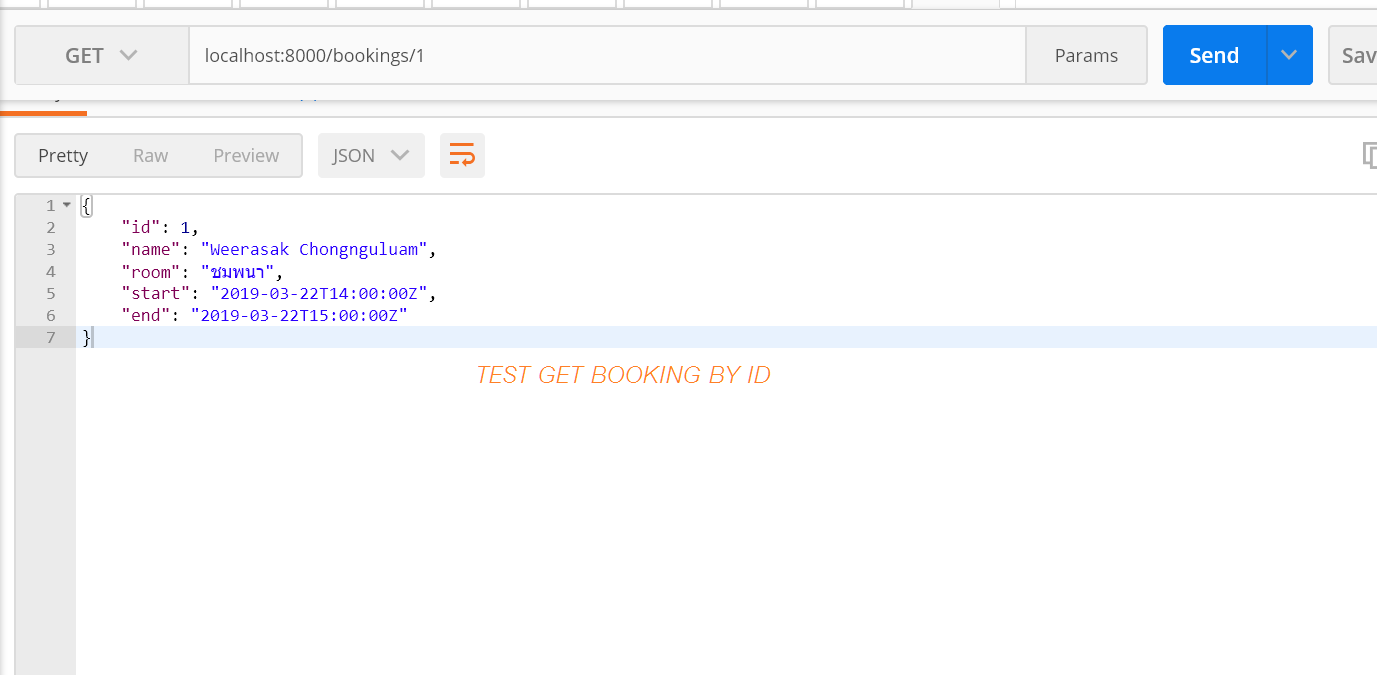 GET
localhost:8000/bookings/1
Params
Send
Pretty
Raw
Preview
JSON
1 {
2 "id": 1,
3 "name": "Weerasak Chongnguluam",
4 "room": "ชมพนา",
5 "start": "2019-03-22T14:00:00Z",
6 "end": "2019-03-22T15:00:00Z"
7 }
TEST GET BOOKING BY ID